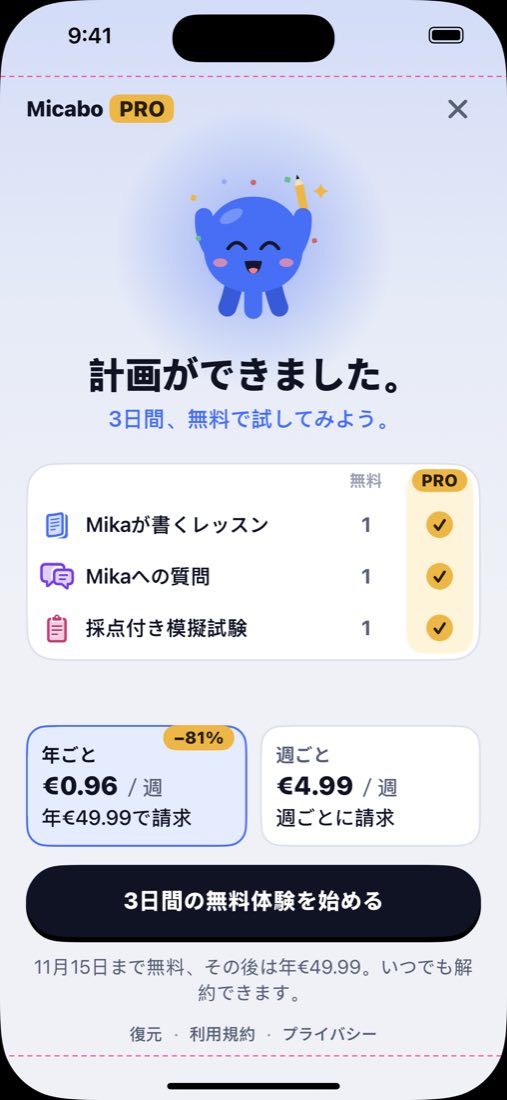 9:41
Micabo PRO
計画ができました。
3日間、無料で試してみよう。
無料 PRO
Mikaが書くレッスン 1
Mikaへの質問 1
採点付き模擬試験 1
−81%
年ごと
€0.96 / 週
年€49.99で請求
週ごと
€4.99 / 週
週ごとに請求
3日間の無料体験を始める
11月15日まで無料、その後は年€49.99。いつでも解
約できます。
復元 · 利用規約 · プライバシー